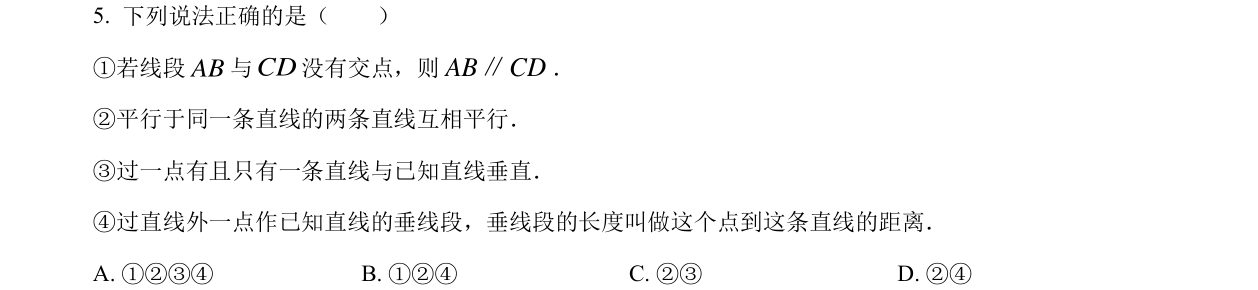 5. 下列说法正确的是（　　）
①若线段 AB 与 CD 没有交点，则 AB ∥ CD .
②平行于同一条直线的两条直线互相平行.
③过一点有且只有一条直线与已知直线垂直.
④过直线外一点作已知直线的垂线段，垂线段的长度叫做这个点到这条直线的距离.
A. ①②③④ B. ①②④ C. ②③ D. ②④